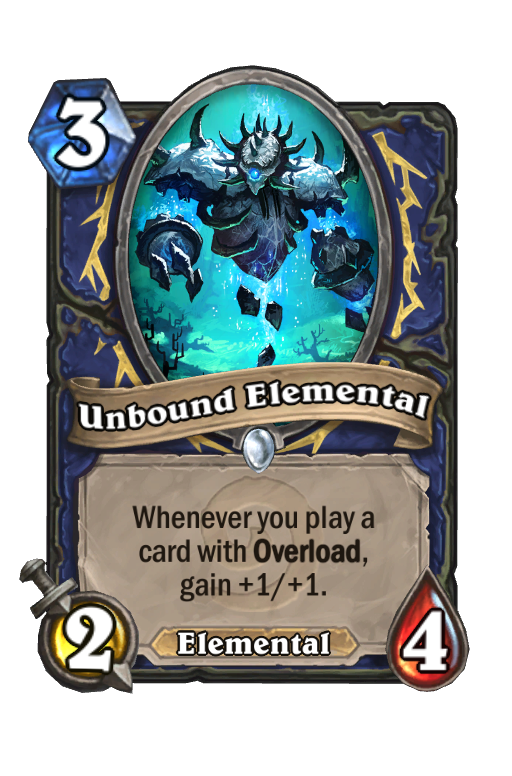 3
Unbound Elemental
Whenever you play a
card with Overload,
gain +1/+1.
2
Elemental
4